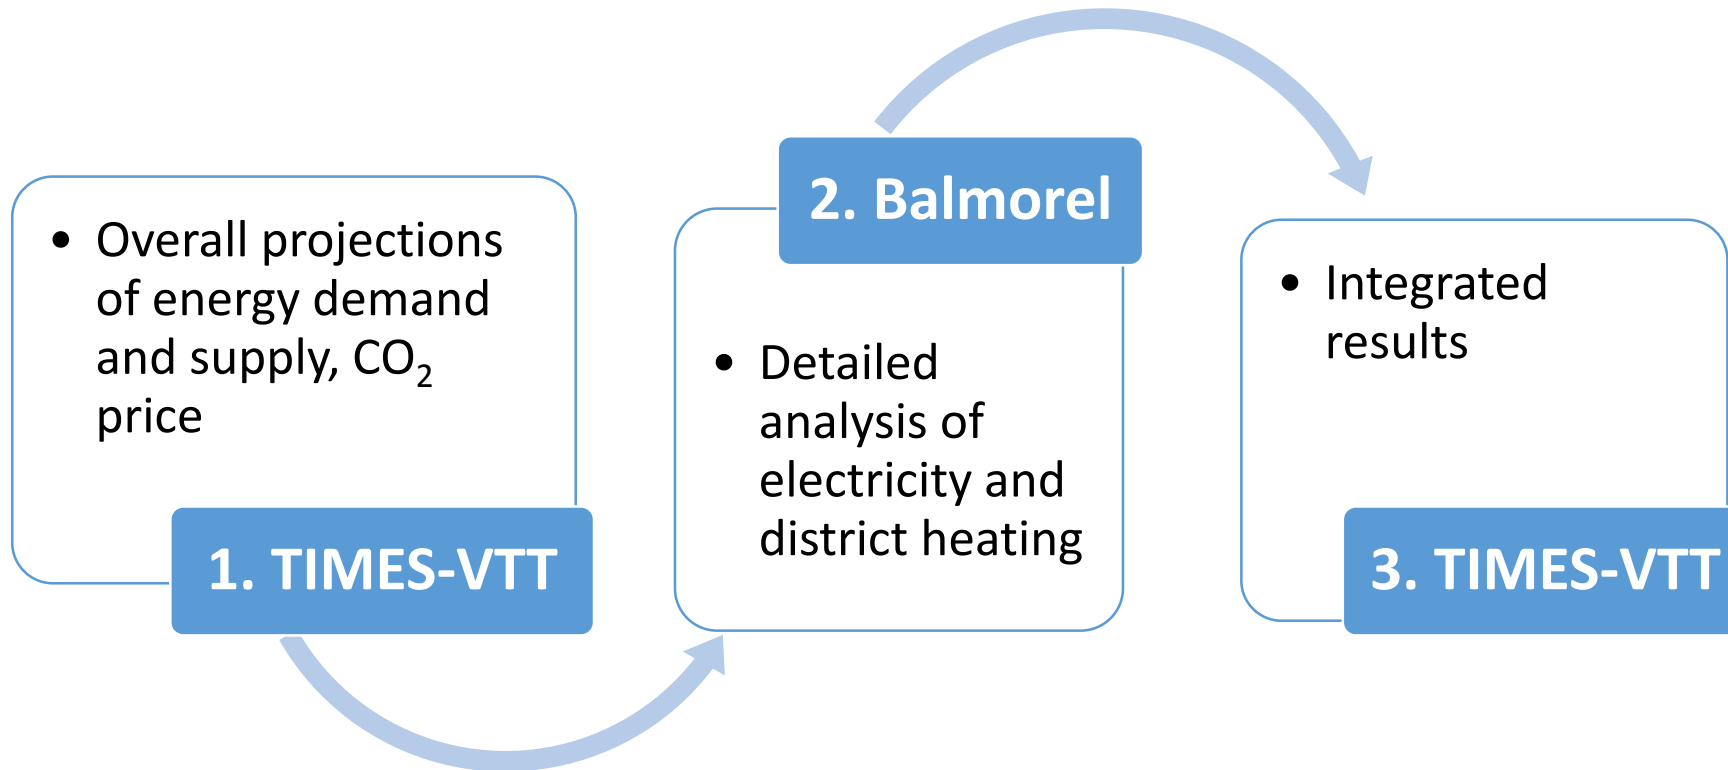 • Overall projections
of energy demand
and supply, CO₂
price
1. TIMES-VTT
2. Balmorel
• Detailed
analysis of
electricity and
district heating
• Integrated
results
3. TIMES-VTT